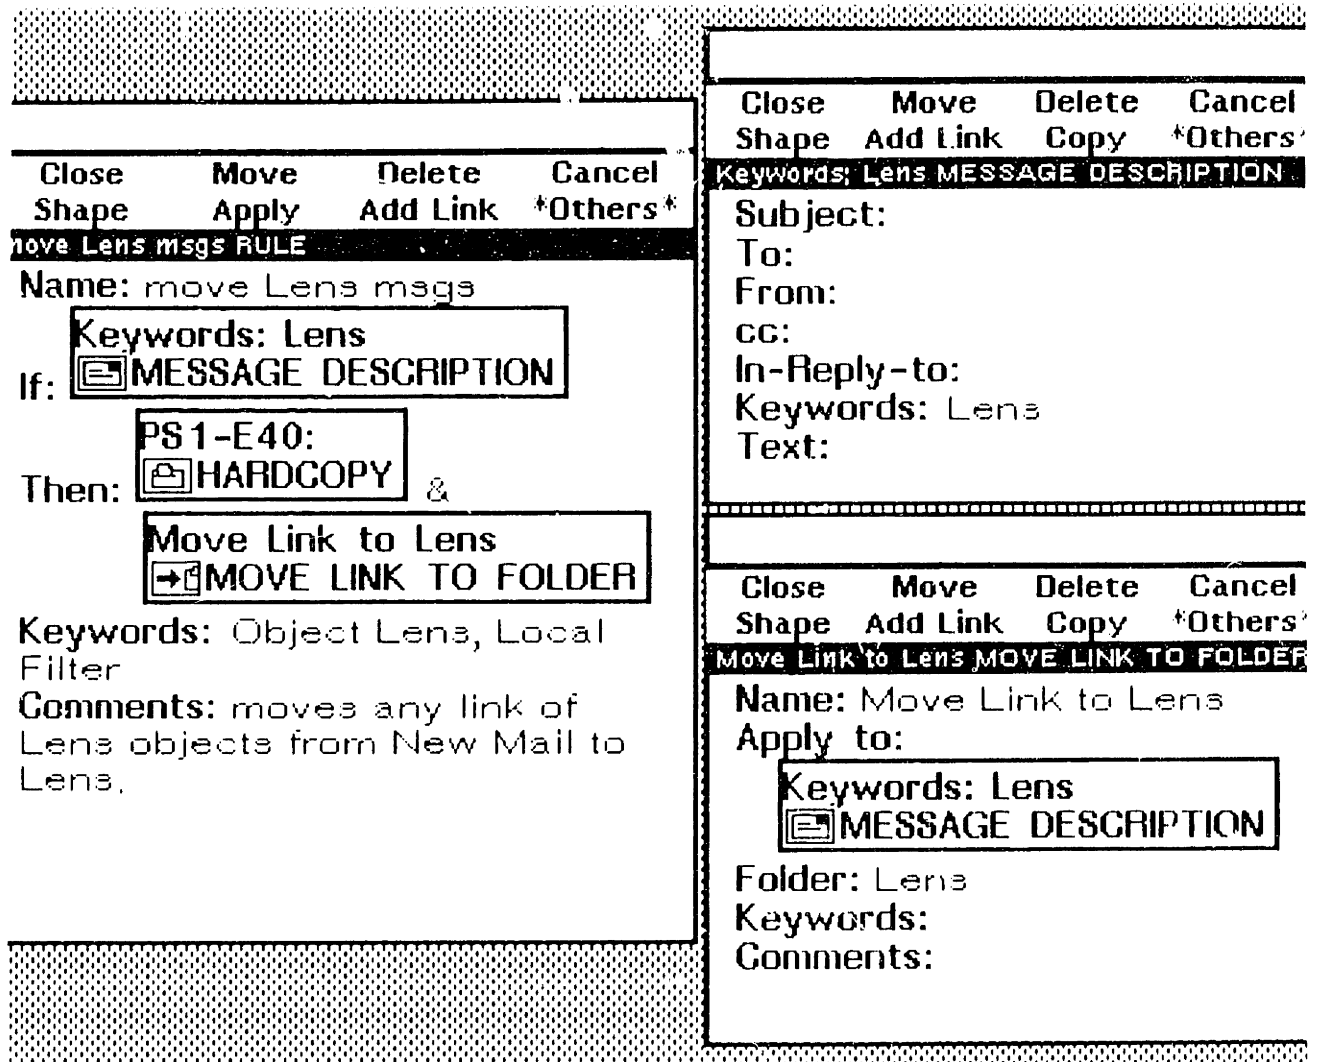 Close Move Delete Cancel
Shape Apply Add Link *Others*
move Lens msgs RULE
Name: move Lens msgs
Keywords: Lens
If: MESSAGE DESCRIPTION
PS1-E40:
Then: HARDCOPY &
Move Link to Lens
MOVE LINK TO FOLDER
Keywords: Object Lens, Local
Filter
Comments: moves any link of
Lens objects from New Mail to
Lens.
Close Move Delete Cancel
Shape Add Link Copy *Others*
Keywords: Lens MESSAGE DESCRIPTION
Subject:
To:
From:
cc:
In-Reply-to:
Keywords: Lens
Text:
Close Move Delete Cancel
Shape Add Link Copy *Others*
Move Link to Lens MOVE LINK TO FOLDER
Name: Move Link to Lens
Apply to:
Keywords: Lens
MESSAGE DESCRIPTION
Folder: Lens
Keywords:
Comments: